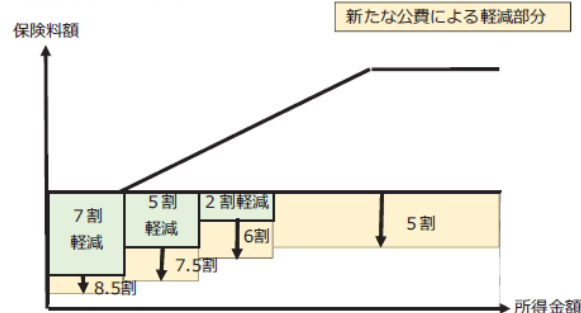 新たな公費による軽減部分
保険料額
7割
軽減
5割
軽減
2割軽減
6割
5割
7.5割
8.5割
所得金額